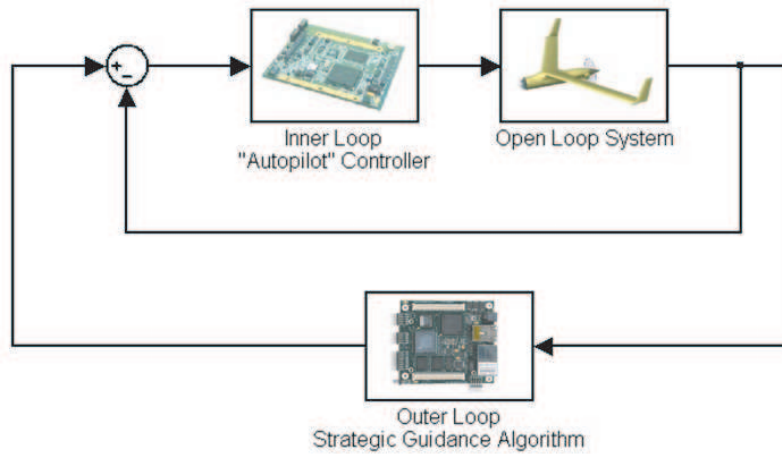 +
-
Inner Loop
"Autopilot" Controller
Open Loop System
Outer Loop
Strategic Guidance Algorithm